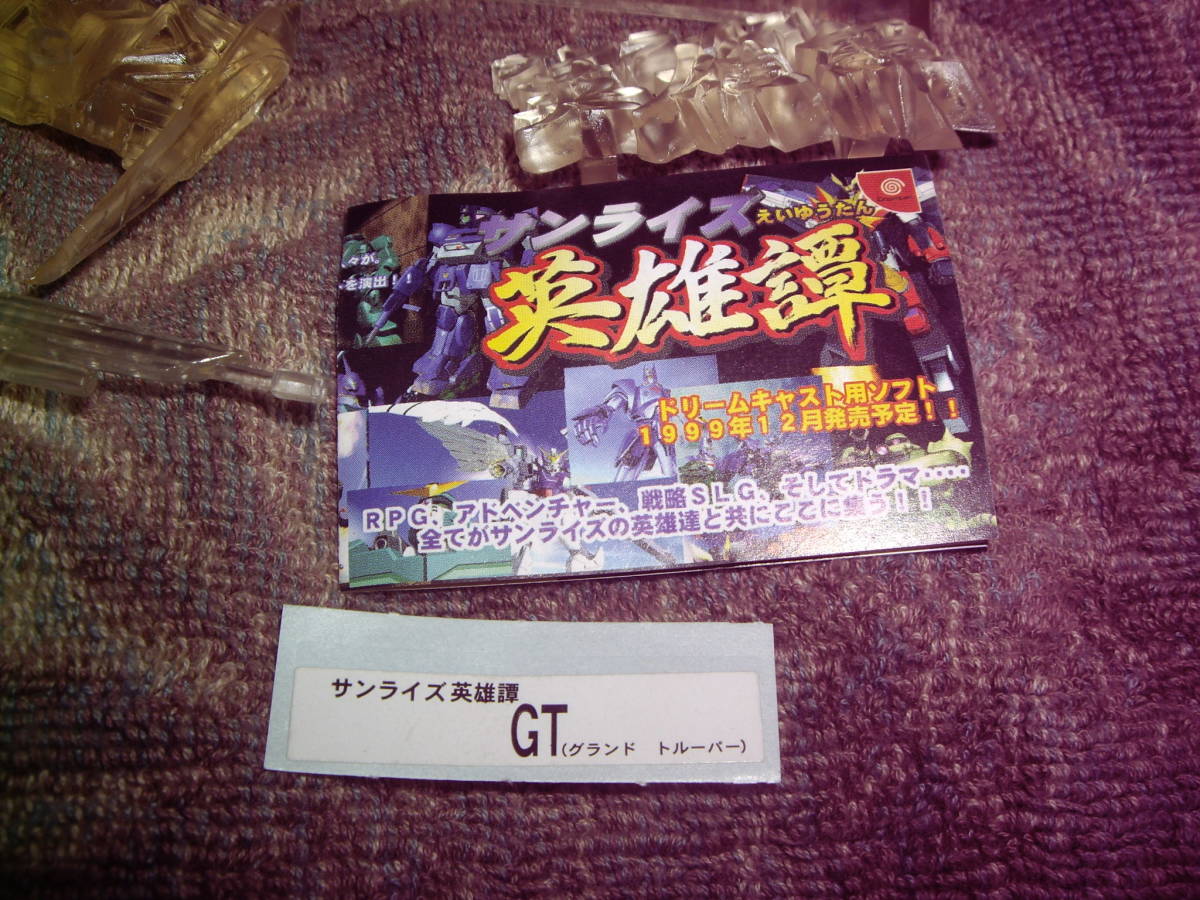 サンライズ
えいゆうたん
英雄譚
々が、
を演出！
ドリームキャスト用ソフト
１９９９年１２月発売予定！！
ＲＰＧ、アドベンチャー、戦略ＳＬＧ、そしてドラマ‥‥
全てがサンライズの英雄達と共にここに集う！！
サンライズ英雄譚
GT(グランド　トルーパー)